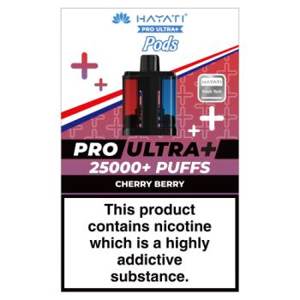 HAYATI
PRO ULTRA+
Pods
PRO ULTRA+
25000+ PUFFS
CHERRY BERRY
This product
contains nicotine
which is a highly
addictive
substance.